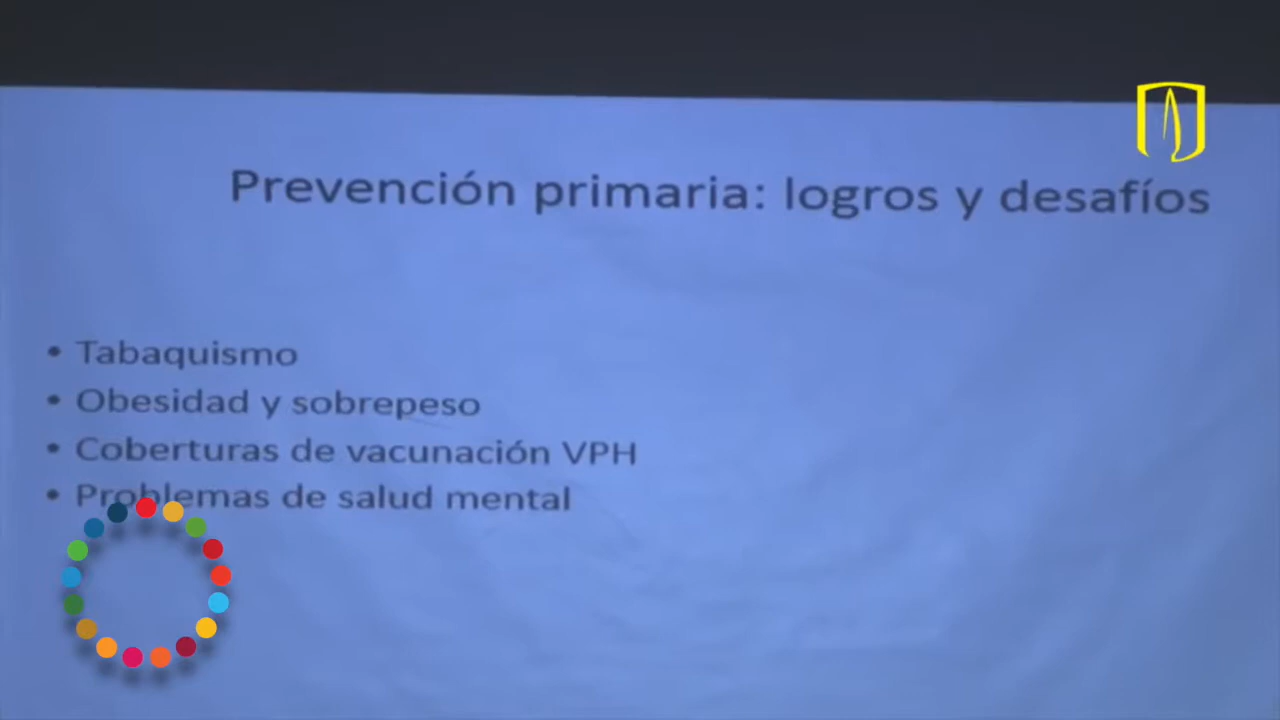 Prevención primaria: logros y desafíos
• Tabaquismo
• Obesidad y sobrepeso
• Coberturas de vacunación VPH
• Problemas de salud mental